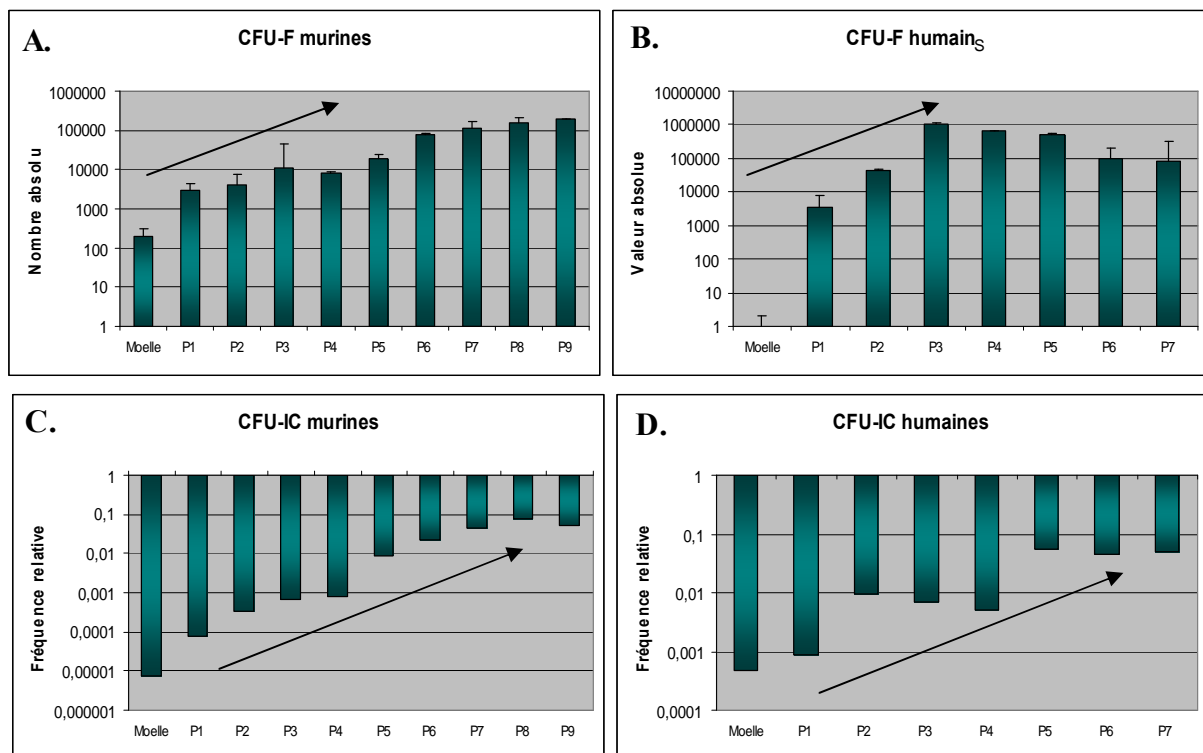 A.
CFU-F murines
Nombre absolu
1000000
100000
10000
1000
100
10
1
Moelle P1 P2 P3 P4 P5 P6 P7 P8 P9
B.
CFU-F humains
Valeur absolue
10000000
1000000
100000
10000
1000
100
10
1
Moelle P1 P2 P3 P4 P5 P6 P7
C.
CFU-IC murines
Fréquence relative
1
0,1
0,01
0,001
0,0001
0,00001
0,000001
Moelle P1 P2 P3 P4 P5 P6 P7 P8 P9
D.
CFU-IC humaines
Fréquence relative
1
0,1
0,01
0,001
0,0001
Moelle P1 P2 P3 P4 P5 P6 P7